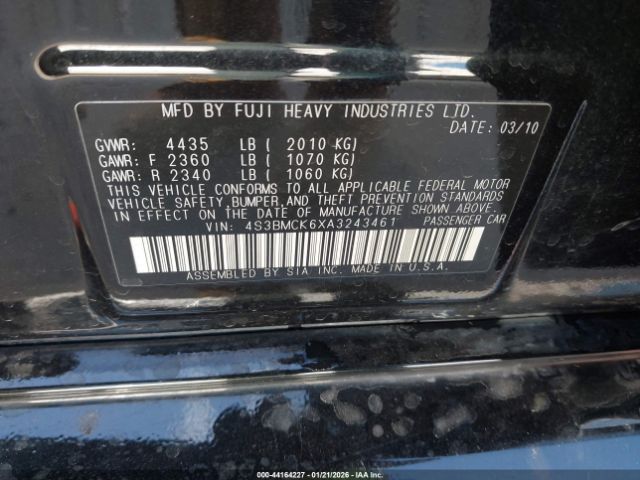 MFD BY FUJI HEAVY INDUSTRIES LTD.
DATE: 03/10
GVWR: 4435 LB ( 2010 KG)
GAWR: F 2360 LB ( 1070 KG)
GAWR: R 2340 LB ( 1060 KG)
THIS VEHICLE CONFORMS TO ALL APPLICABLE FEDERAL MOTOR
VEHICLE SAFETY, BUMPER, AND THEFT PREVENTION STANDARDS
IN EFFECT ON THE DATE OF MANUFACTURE SHOWN ABOVE.
VIN: 4S3BMCK6XA3243461 PASSENGER CAR
ASSEMBLED BY SIA INC. MADE IN U.S.A.
000-44164227 - 01/21/2026 - IAA Inc.